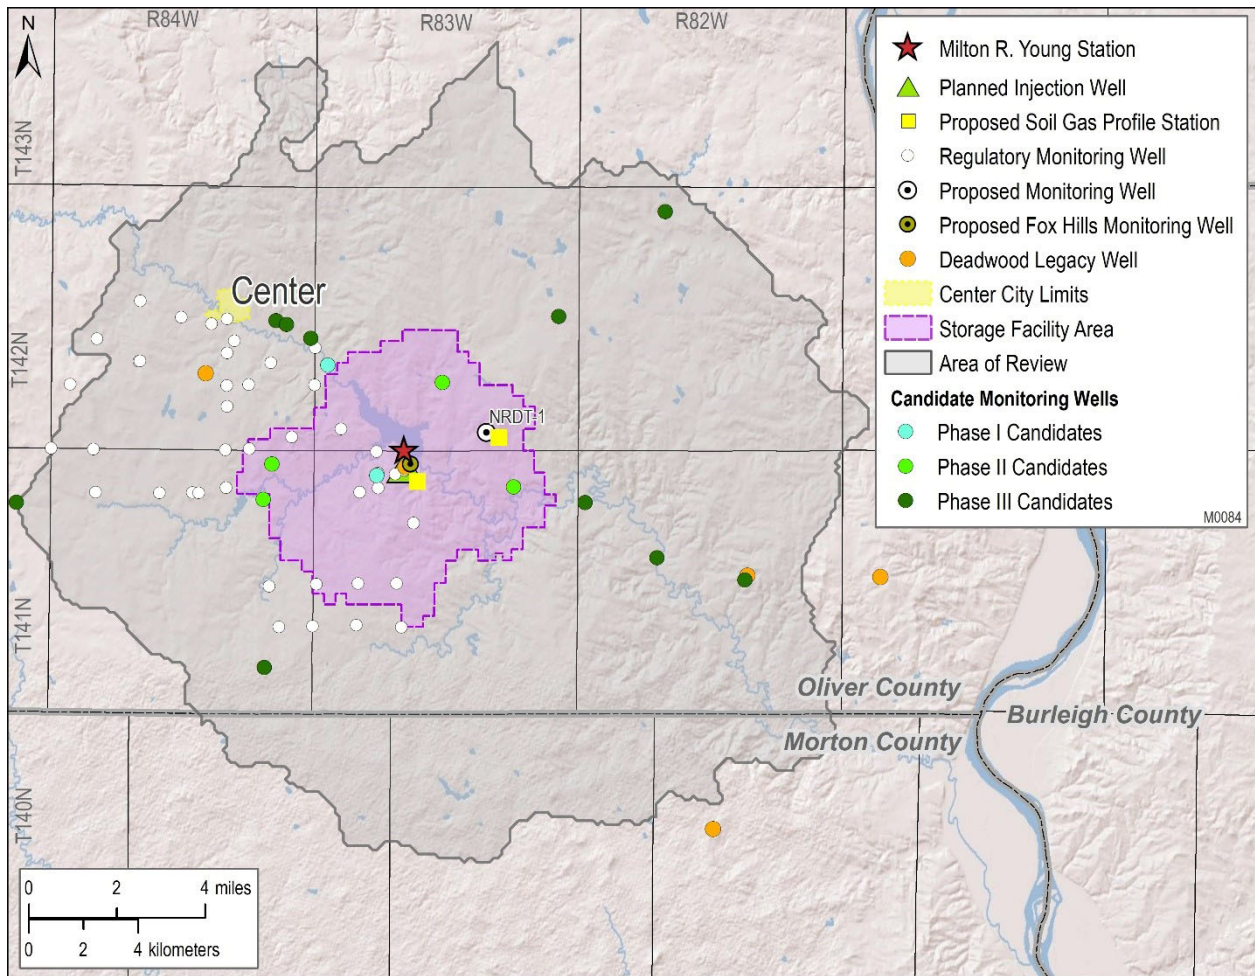 R84W
R83W
R82W
N
T143N
T142N
T141N
T140N
Center
NRDT-1
Oliver County
Morton County
Burleigh County
Milton R. Young Station
Planned Injection Well
Proposed Soil Gas Profile Station
Regulatory Monitoring Well
Proposed Monitoring Well
Proposed Fox Hills Monitoring Well
Deadwood Legacy Well
Center City Limits
Storage Facility Area
Area of Review
Candidate Monitoring Wells
Phase I Candidates
Phase II Candidates
Phase III Candidates
M0084
0 2 4 miles
0 2 4 kilometers